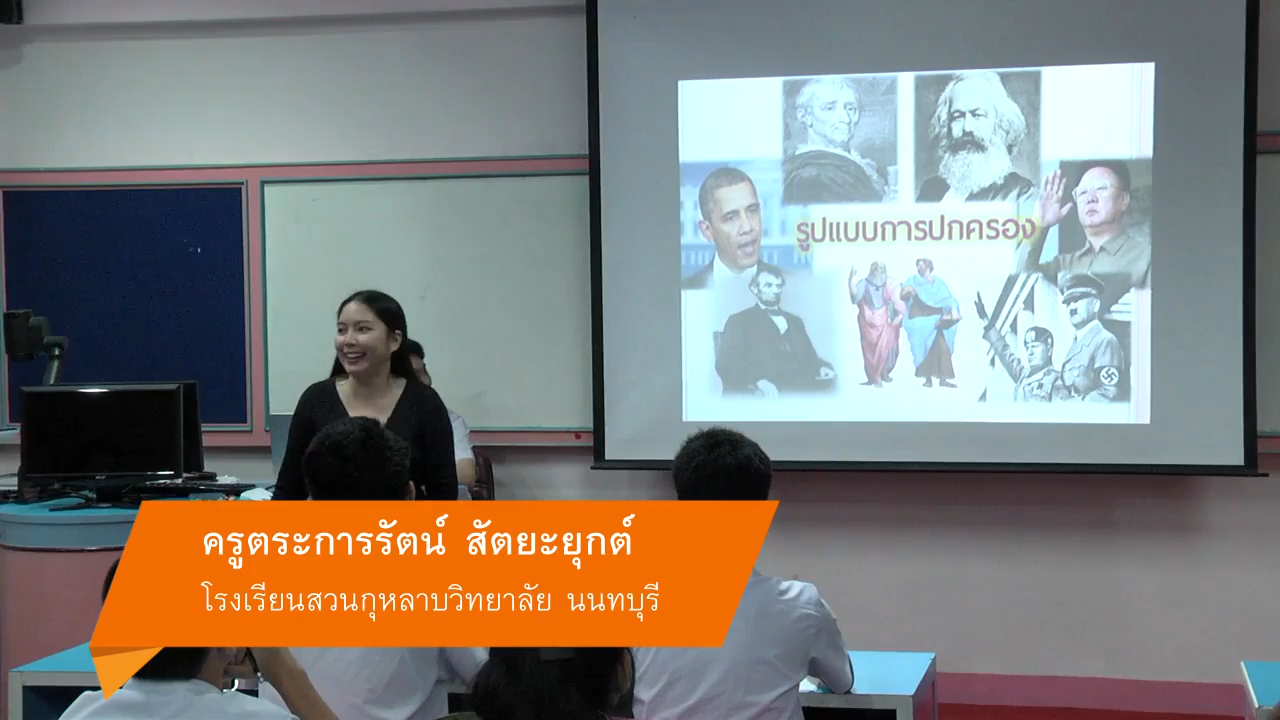 รูปแบบการปกครอง
ครูตระการรัตน์ สัตยะยุกต์
โรงเรียนสวนกุหลาบวิทยาลัย นนทบุรี